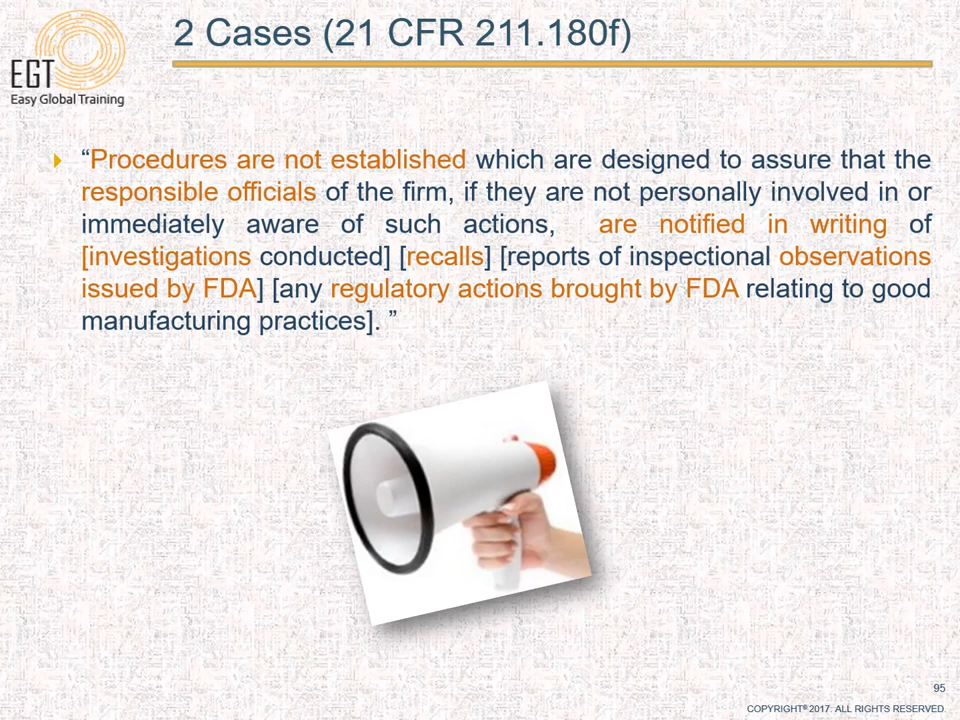 2 Cases (21 CFR 211.180f)
EGT
Easy Global Training
“Procedures are not established which are designed to assure that the
responsible officials of the firm, if they are not personally involved in or
immediately aware of such actions, are notified in writing of
[investigations conducted] [recalls] [reports of inspectional observations
issued by FDA] [any regulatory actions brought by FDA relating to good
manufacturing practices]. ”
95
COPYRIGHT® 2017. ALL RIGHTS RESERVED.